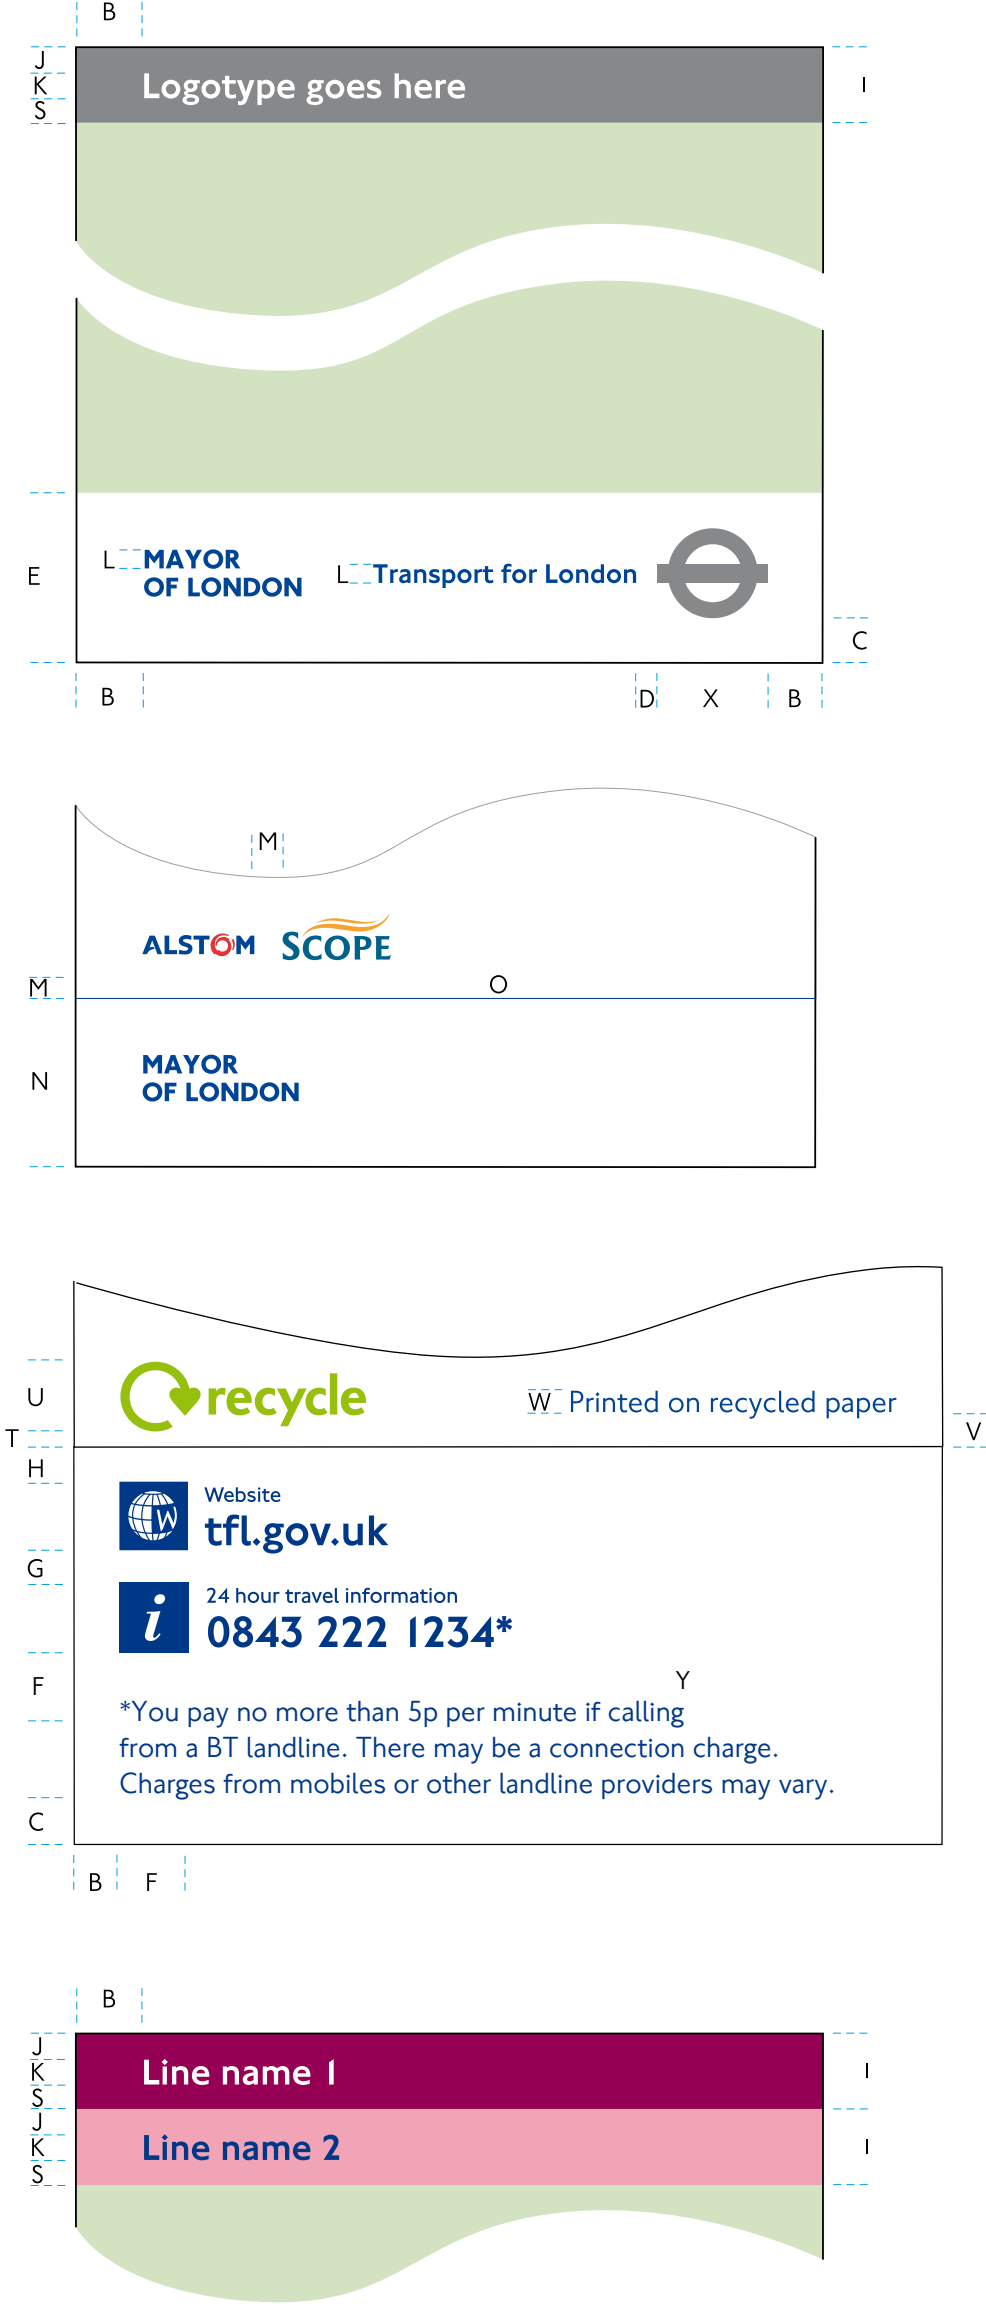 B
J
K
S
Logotype goes here
I
E
L
MAYOR
OF LONDON
L
Transport for London
C
B
D
X
B
M
ALSTOM
SCOPE
M
O
N
MAYOR
OF LONDON
U
recycle
W
Printed on recycled paper
T
V
H
Website
W
tfl.gov.uk
G
i
24 hour travel information
0843 222 1234*
F
Y
*You pay no more than 5p per minute if calling
from a BT landline. There may be a connection charge.
Charges from mobiles or other landline providers may vary.
C
B
F
B
J
K
S
Line name 1
I
J
K
S
Line name 2
I